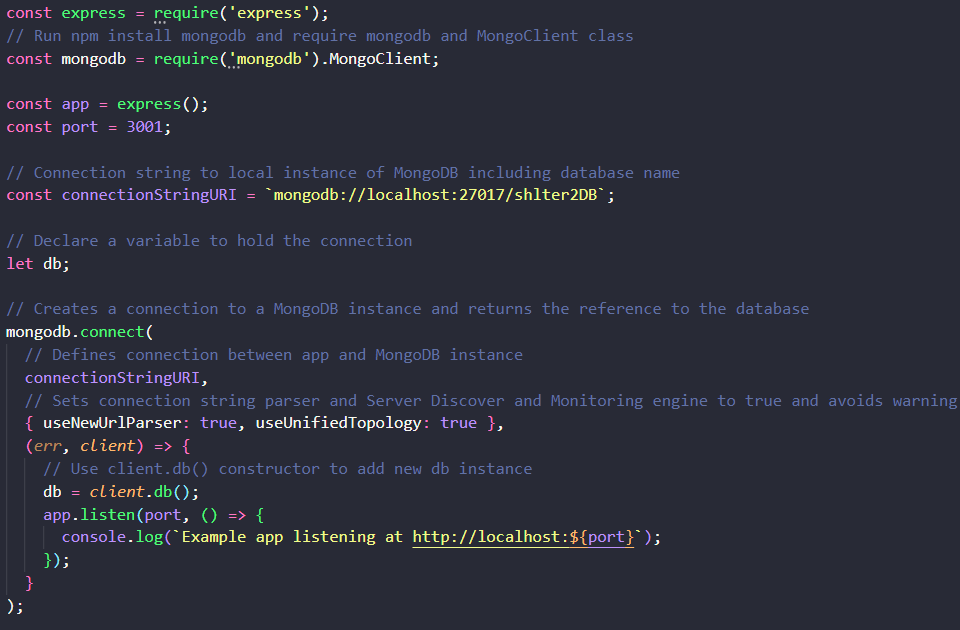 const express = require('express');
// Run npm install mongodb and require mongodb and MongoClient class
const mongodb = require('mongodb').MongoClient;
const app = express();
const port = 3001;
// Connection string to local instance of MongoDB including database name
const connectionStringURI = `mongodb://localhost:27017/shlter2DB`;
// Declare a variable to hold the connection
let db;
// Creates a connection to a MongoDB instance and returns the reference to the database
mongodb.connect(
// Defines connection between app and MongoDB instance
connectionStringURI,
// Sets connection string parser and Server Discover and Monitoring engine to true and avoids warning
{ useNewUrlParser: true, useUnifiedTopology: true },
(err, client) => {
// Use client.db() constructor to add new db instance
db = client.db();
app.listen(port, () => {
console.log(`Example app listening at http://localhost:${port}`);
});
}
);